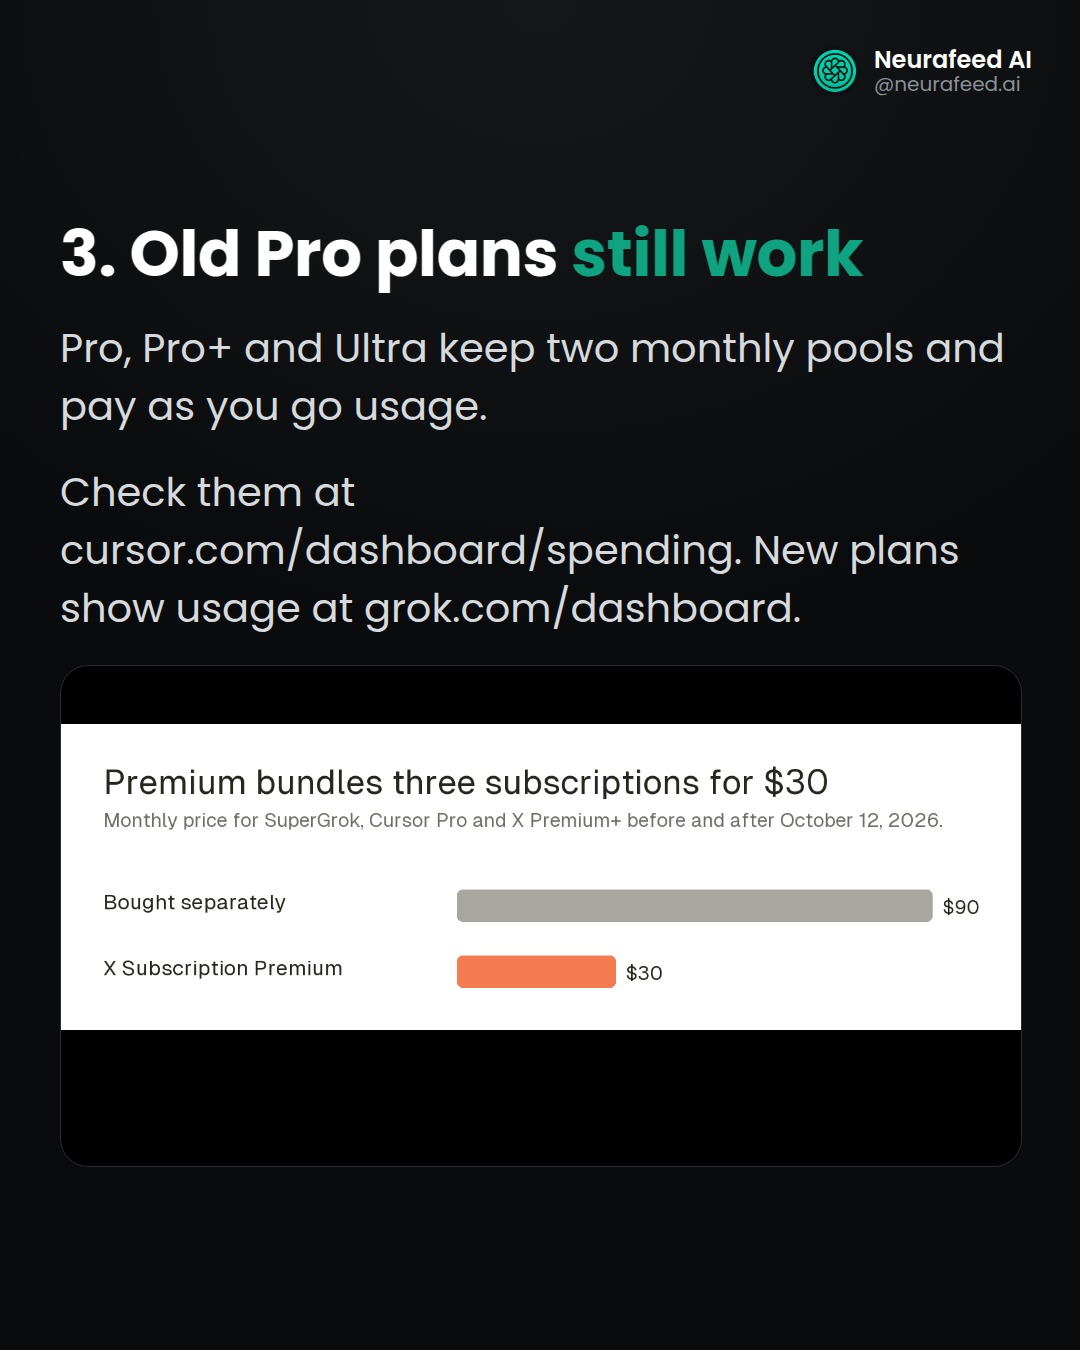 Neurafeed AI
@neurafeed.ai
3. Old Pro plans still work
Pro, Pro+ and Ultra keep two monthly pools and
pay as you go usage.
Check them at
cursor.com/dashboard/spending. New plans
show usage at grok.com/dashboard.
Premium bundles three subscriptions for $30
Monthly price for SuperGrok, Cursor Pro and X Premium+ before and after October 12, 2026.
Bought separately $90
X Subscription Premium $30